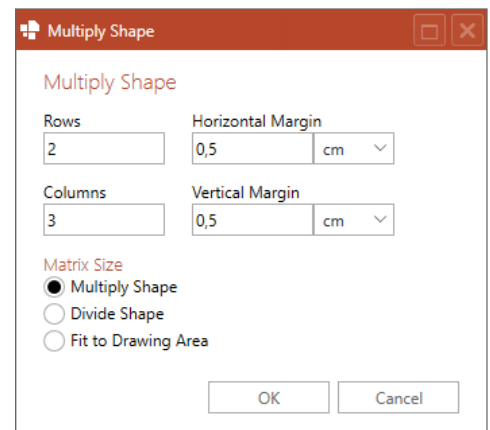 Multiply Shape
Multiply Shape
Rows Horizontal Margin
2 0,5 cm
Columns Vertical Margin
3 0,5 cm
Matrix Size
Multiply Shape
Divide Shape
Fit to Drawing Area
OK Cancel